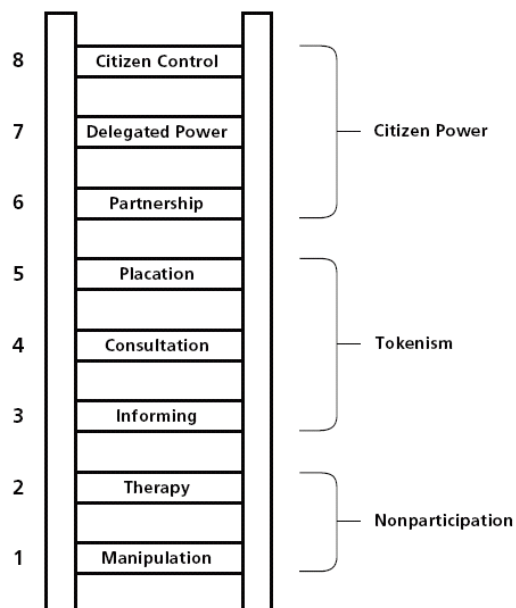 8 Citizen Control
7 Delegated Power
Citizen Power
6 Partnership
5 Placation
4 Consultation
Tokenism
3 Informing
2 Therapy
Nonparticipation
1 Manipulation